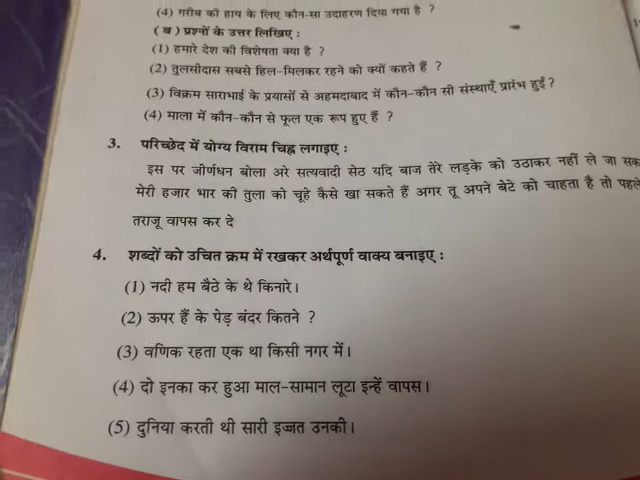 (4) गरीब की हाय के लिए कौन-सा उदाहरण दिया गया है ?
(ब) प्रश्नों के उत्तर लिखिए :
(1) हमारे देश की विशेषता क्या है ?
(2) तुलसीदास सबसे हिल-मिलकर रहने को क्यों कहते हैं ?
(3) विक्रम साराभाई के प्रयासों से अहमदाबाद में कौन-कौन सी संस्थाएँ प्रारंभ हुईं ?
(4) माला में कौन-कौन से फूल एक रूप हुए हैं ?
3. परिच्छेद में योग्य विराम चिह्न लगाइए :
इस पर जीर्णधन बोला अरे सत्यवादी सेठ यदि बाज तेरे लड़के को उठाकर नहीं ले जा सक
मेरी हजार भार की तुला को चूहे कैसे खा सकते हैं अगर तू अपने बेटे को चाहता है तो पहले
तराजू वापस कर दे
4. शब्दों को उचित क्रम में रखकर अर्थपूर्ण वाक्य बनाइए :
(1) नदी हम बैठे के थे किनारे।
(2) ऊपर हैं के पेड़ बंदर कितने ?
(3) वणिक रहता एक था किसी नगर में।
(4) दो इनका कर हुआ माल-सामान लूटा इन्हें वापस।
(5) दुनिया करती थी सारी इज्जत उनकी।